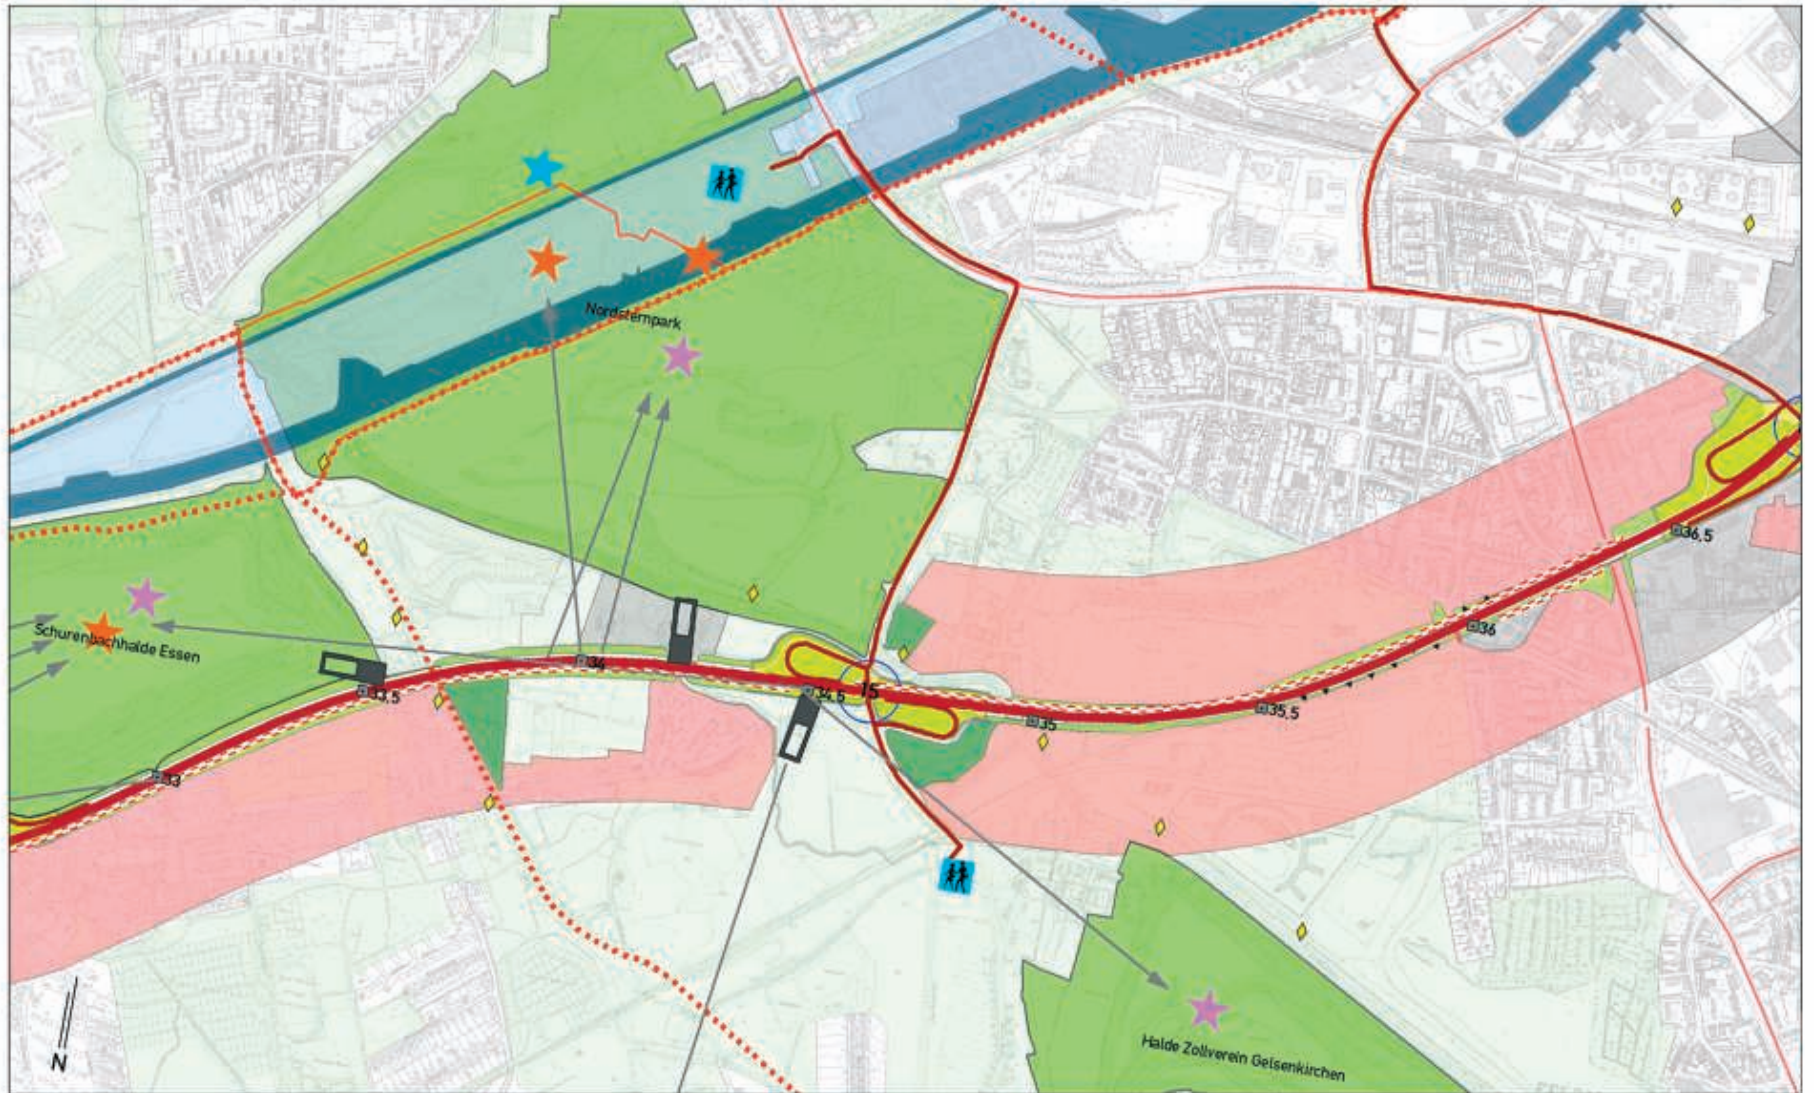 Nordsternpark
36,5
Schurenbachhalde Essen
36
34
33,5
34,5
15
35
35,5
33
Halde Zollverein Gelsenkirchen
N